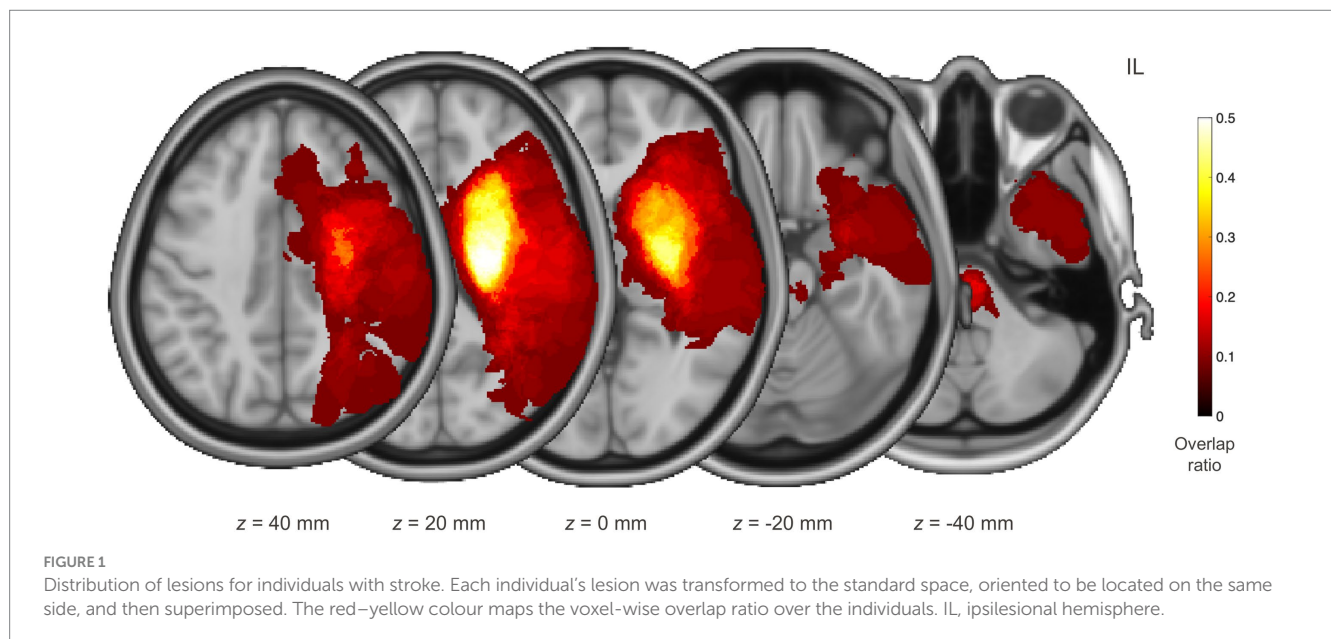 IL
0.5
0.4
0.3
0.2
0.1
0
Overlap
ratio
z = 40 mm z = 20 mm z = 0 mm z = -20 mm z = -40 mm
FIGURE 1
Distribution of lesions for individuals with stroke. Each individual’s lesion was transformed to the standard space, oriented to be located on the same
side, and then superimposed. The red–yellow colour maps the voxel-wise overlap ratio over the individuals. IL, ipsilesional hemisphere.